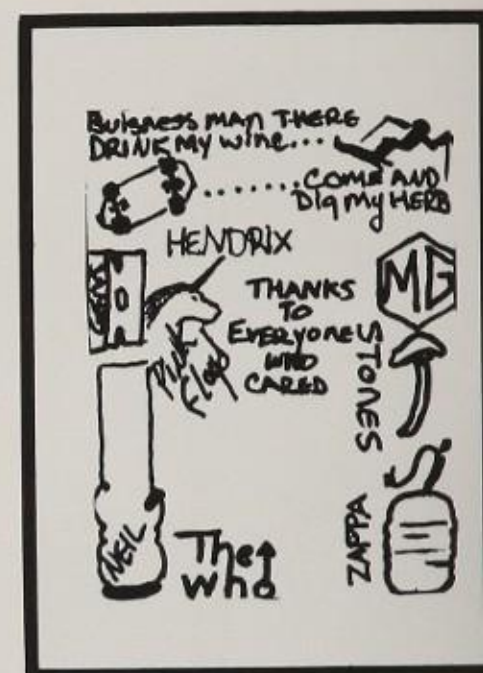 BUISNESS MAN THERE
DRINK MY WINE...
.......COME AND
DIG MY HERB
HENDRIX
THANKS
TO
EVERYONE
WHO
CARED
MG
STONES
PINK
FLOYD
NEIL
The
Who
ZAPPA